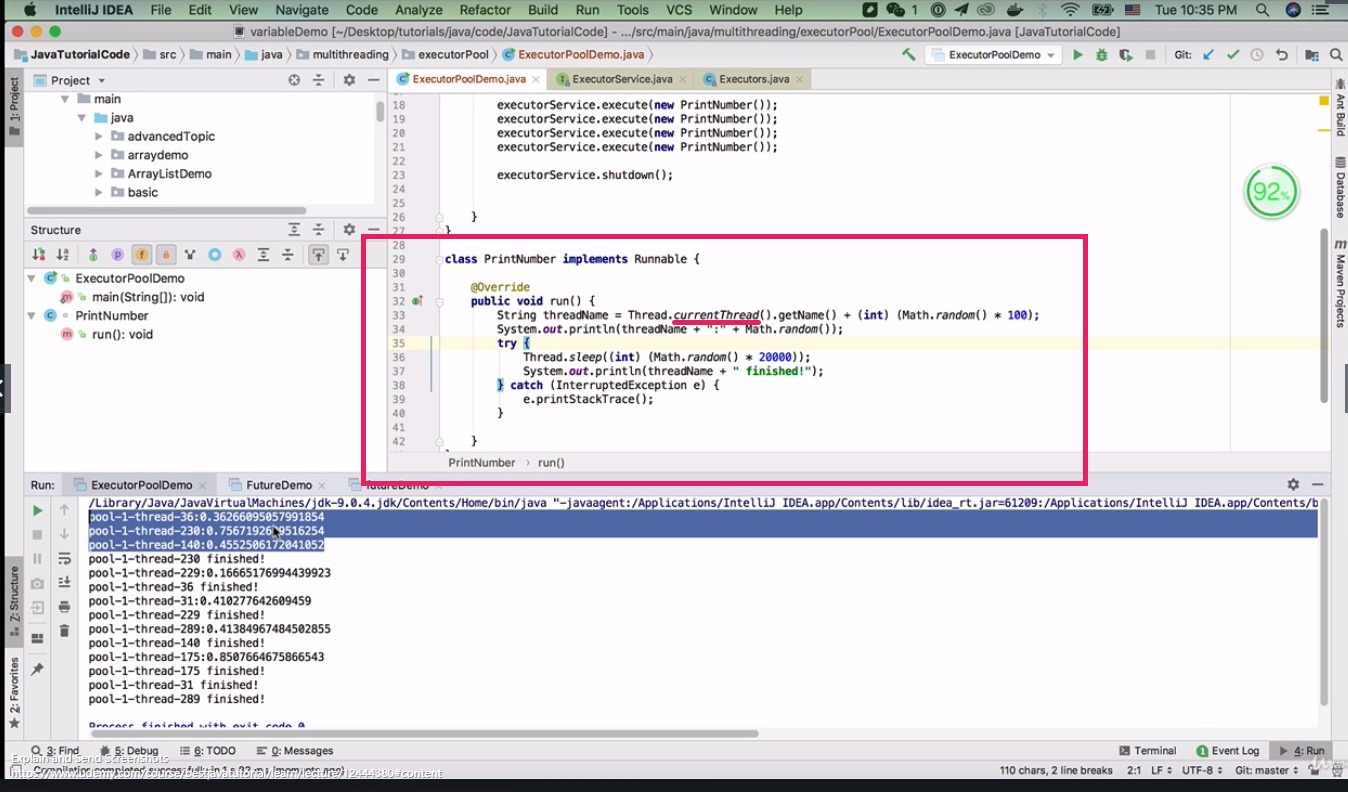 IntelliJ IDEA File Edit View Navigate Code Analyze Refactor Build Run Tools VCS Window Help 1 Tue 10:35 PM
variableDemo [~/Desktop/tutorials/java/code/JavaTutorialCode] - .../src/main/java/multithreading/executorPool/ExecutorPoolDemo.java [JavaTutorialCode]
JavaTutorialCode src main java multithreading executorPool ExecutorPoolDemo.java ExecutorPoolDemo Git:
1: Project
Project
ExecutorPoolDemo.java ExecutorService.java Executors.java
main
java
advancedTopic
arraydemo
ArrayListDemo
basic
Structure
ExecutorPoolDemo
main(String[]): void
PrintNumber
run(): void
18 executorService.execute(new PrintNumber());
19 executorService.execute(new PrintNumber());
20 executorService.execute(new PrintNumber());
21 executorService.execute(new PrintNumber());
22
23 executorService.shutdown();
24
25
26 }
27 }
28
29 class PrintNumber implements Runnable {
30
31 @Override
32 public void run() {
33 String threadName = Thread.currentThread().getName() + (int) (Math.random() * 100);
34 System.out.println(threadName + ":" + Math.random());
35 try {
36 Thread.sleep((int) (Math.random() * 20000));
37 System.out.println(threadName + " finished!");
38 } catch (InterruptedException e) {
39 e.printStackTrace();
40 }
41
42 }
PrintNumber › run()
92%
Ant Build
Database
Maven Projects
Run: ExecutorPoolDemo FutureDemo
/Library/Java/JavaVirtualMachines/jdk-9.0.4.jdk/Contents/Home/bin/java "-javaagent:/Applications/IntelliJ IDEA.app/Contents/lib/idea_rt.jar=61209:/Applications/IntelliJ IDEA.app/Contents/b
pool-1-thread-36:0.36266095057991854
pool-1-thread-140:0.4552506172041052
pool-1-thread-230 finished!
pool-1-thread-229:0.16665176994439923
pool-1-thread-36 finished!
pool-1-thread-31:0.410277642609459
pool-1-thread-229 finished!
pool-1-thread-289:0.41384967484502855
pool-1-thread-140 finished!
pool-1-thread-175:0.8507664675866543
pool-1-thread-175 finished!
pool-1-thread-31 finished!
pool-1-thread-289 finished!
Process finished with exit code 0
Z: Structure
2: Favorites
3: Find 5: Debug 6: TODO 0: Messages Terminal 1 Event Log 4: Run
Explain and Send Screenshots
https://www.udemy.com/course/bestjavatutorial/learn/lecture/12444380#content
110 chars, 2 line breaks 2:1 LF UTF-8 Git: master